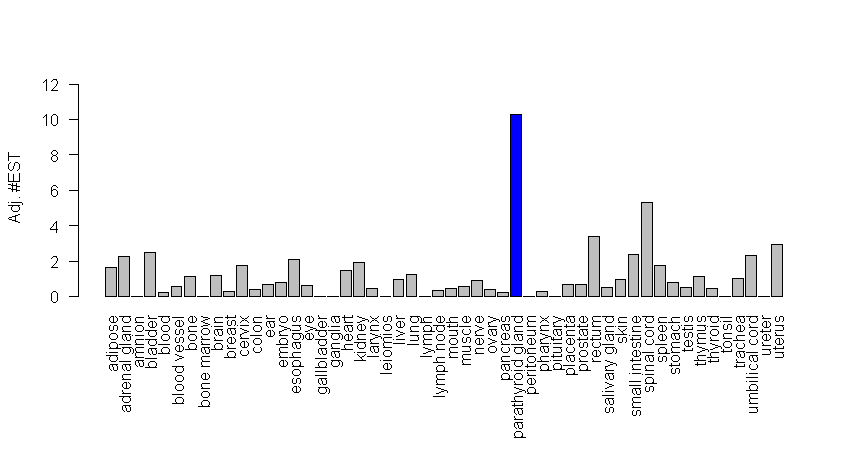 Adj. #EST
12
10
8
6
4
2
0
adipose
adrenal gland
amnion
bladder
blood
blood vessel
bone
bone marrow
brain
breast
cervix
colon
ear
embryo
esophagus
eye
gallbladder
ganglia
heart
kidney
larynx
leiomios
liver
lung
lymph
lymph node
mouth
muscle
nerve
ovary
pancreas
parathyroid gland
peritoneum
pharynx
pituitary
placenta
prostate
rectum
salivary gland
skin
small intestine
spinal cord
spleen
stomach
testis
thymus
thyroid
tonsil
trachea
umbilical cord
ureter
uterus